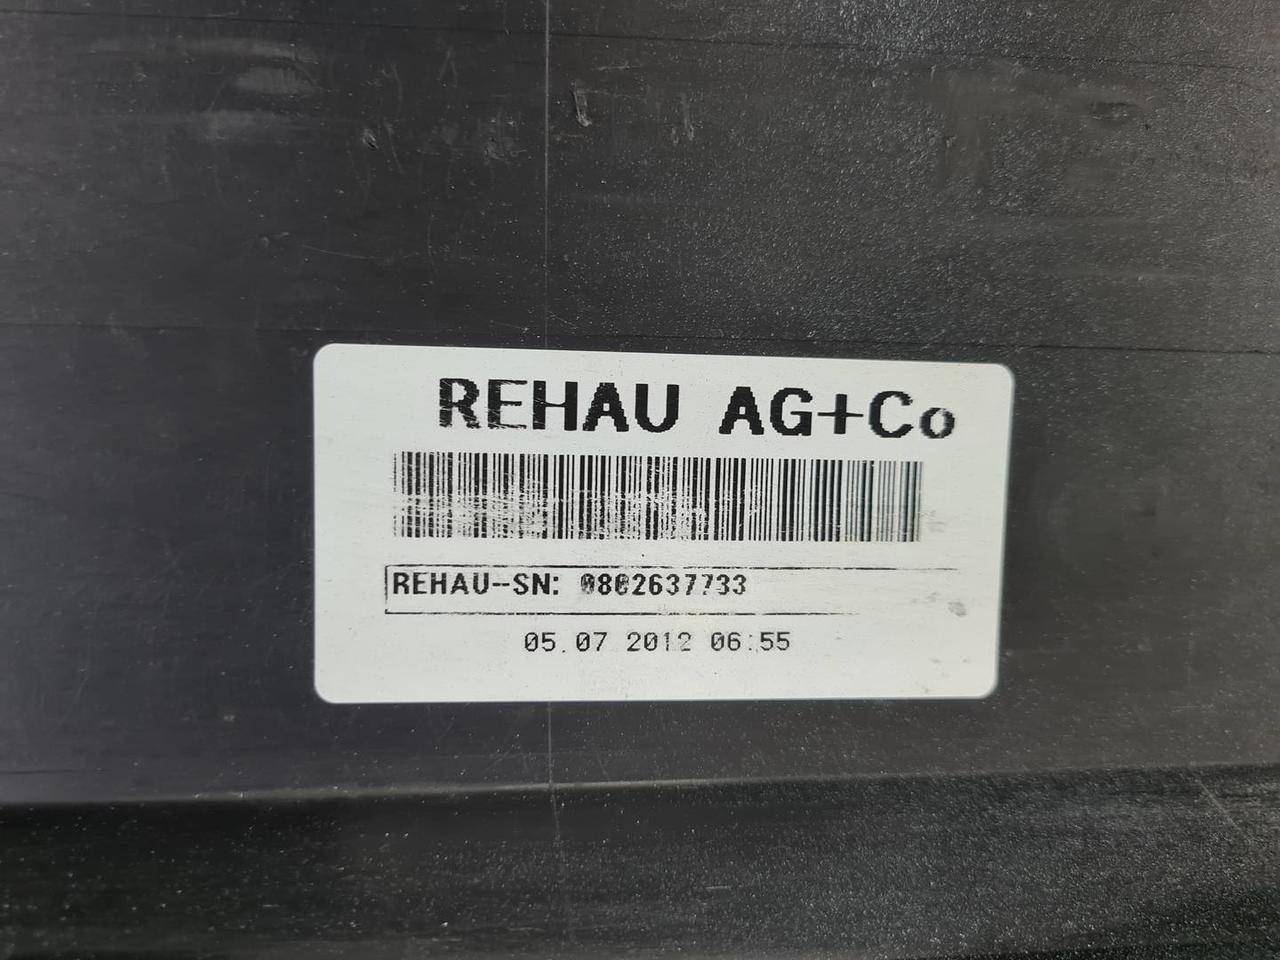 REHAU AG+Co
REHAU-SN: 0802637733
05.07 2012 06:55